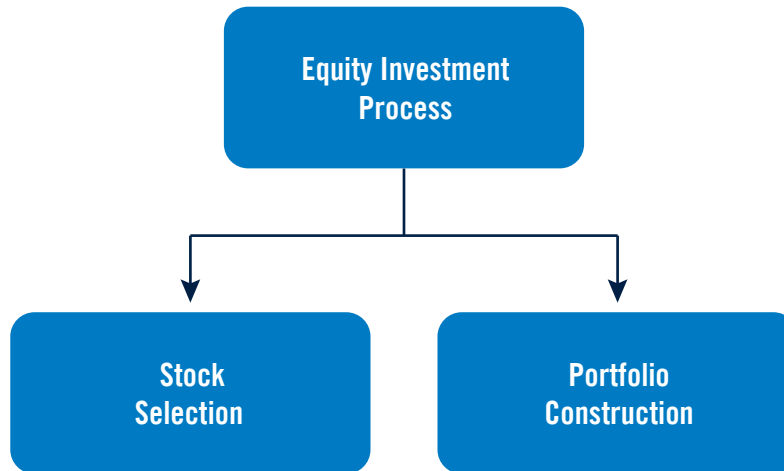 Equity Investment
Process
Stock
Selection
Portfolio
Construction